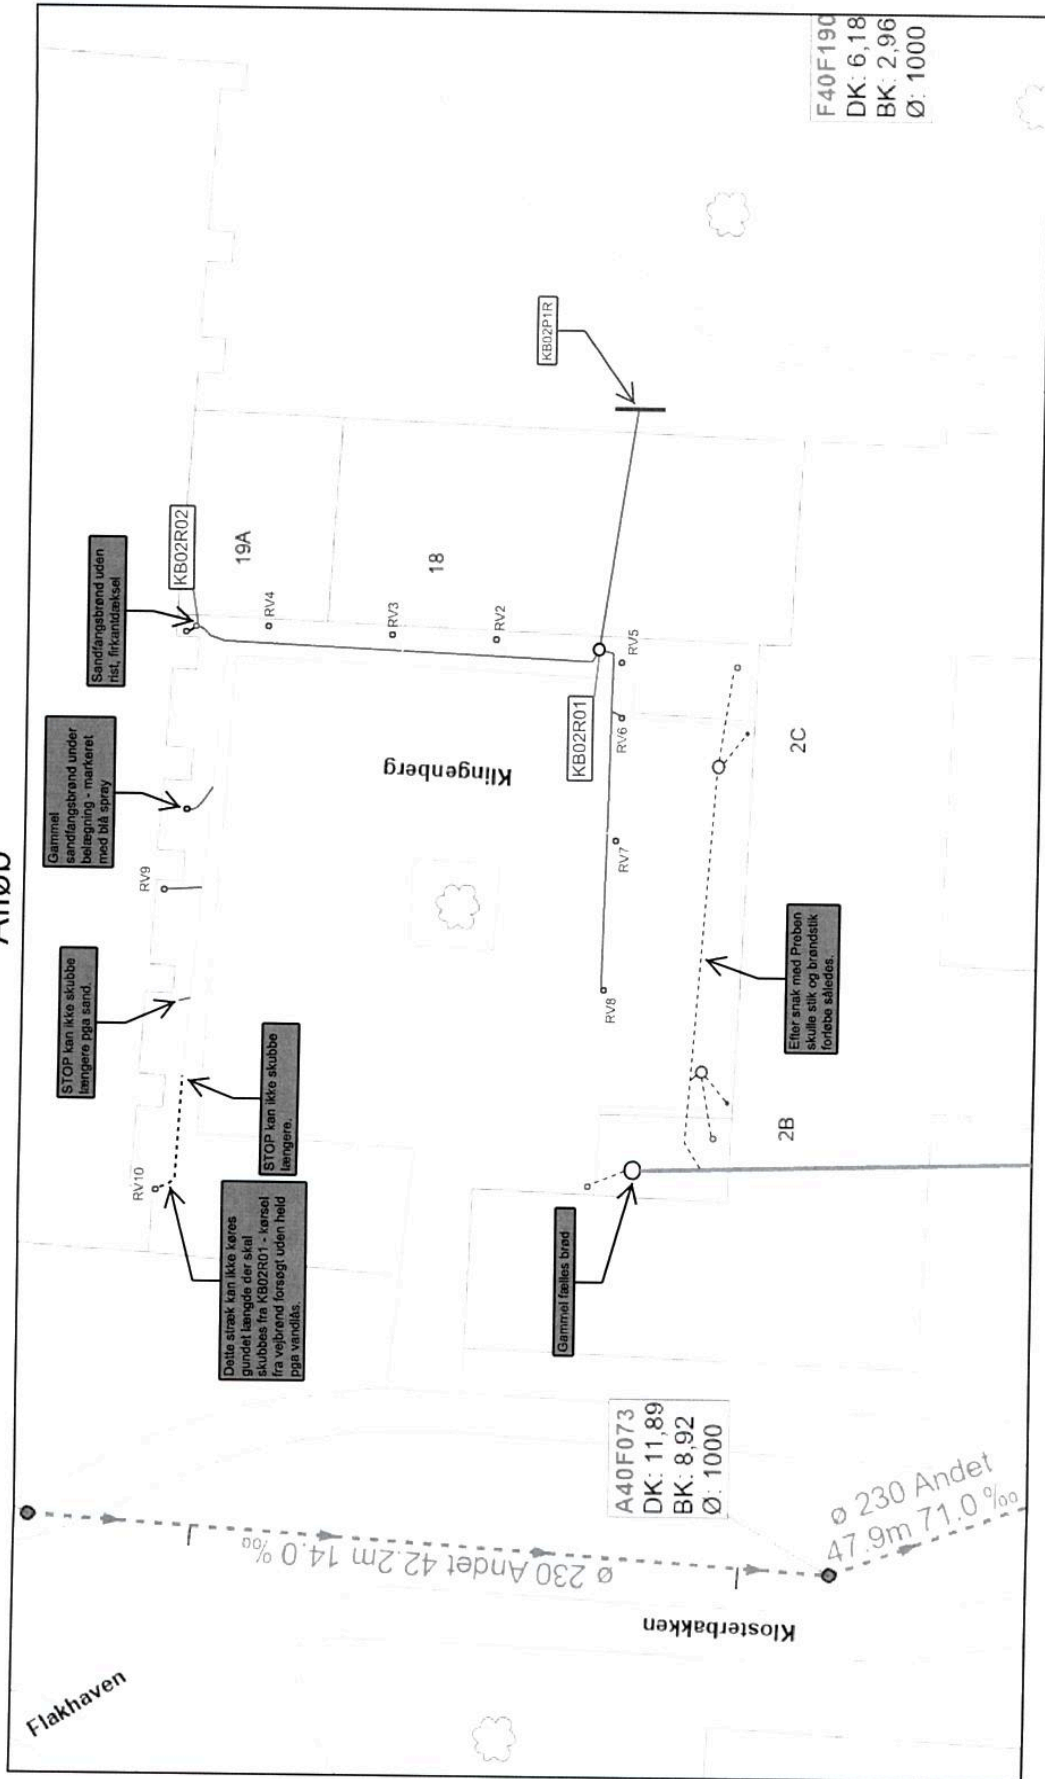 Flakhaven
ø 230 Andet 42.2m 14.0 ‰
Klosterbakken
ø 230 Andet
47.9m 71.0 ‰
A40F073
DK: 11,89
BK: 8,92
Ø: 1000
RV10
Dette stræk kan ikke køres
gundet længde der skal
skubbes fra KB02R01 - kørsel
fra vejbrønd forsøgt uden held
pga vandlås.
STOP kan ikke skubbe
længere.
STOP kan ikke skubbe
længere pga sand.
RV9
Gammel
sandfangsbrønd under
belægning - markeret
med blå spray
Sandfangsbrønd uden
rist, firkantdæksel
KB02R02
19A
RV4
RV3
18
RV2
Klingenberg
KB02R01
RV5
RV6
RV7
RV8
KB02P1R
Gammel fælles brød
2B
Efter snak med Preben
skulle stik og brøndstik
forløbe således.
2C
F40F190
DK: 6,18
BK: 2,96
Ø: 1000